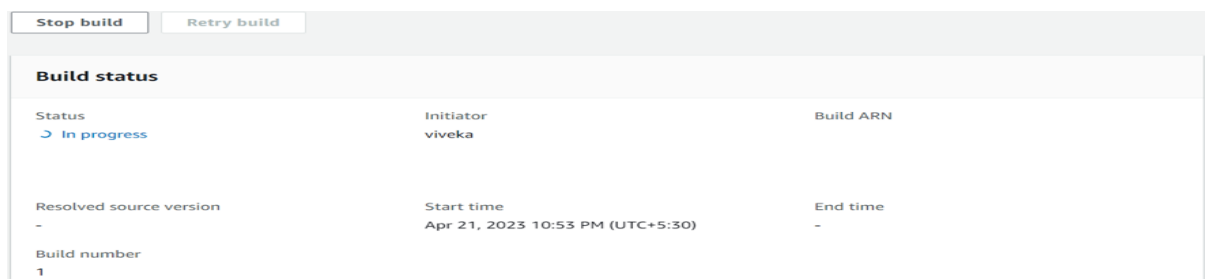 Stop build Retry build
Build status
Status Initiator Build ARN
In progress viveka
Resolved source version Start time End time
- Apr 21, 2023 10:53 PM (UTC+5:30) -
Build number
1